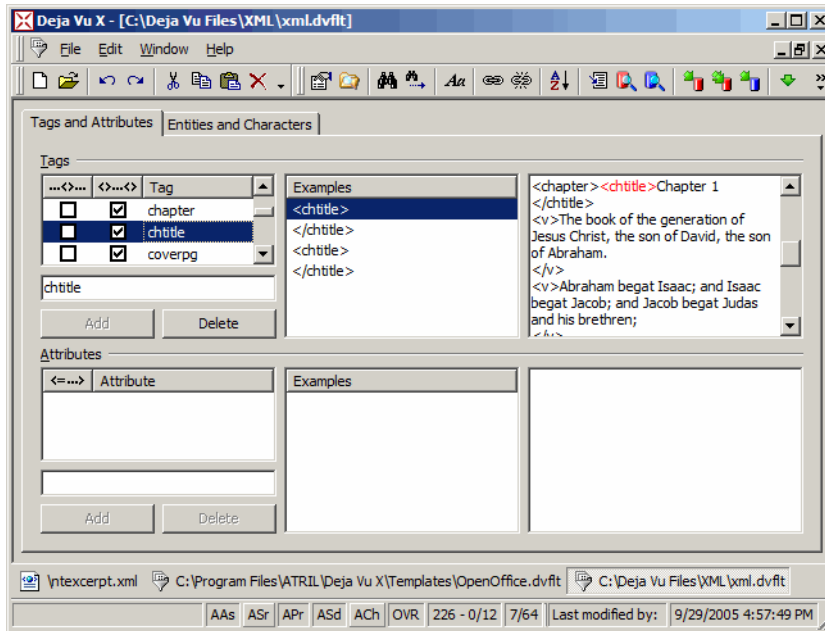 Deja Vu X - [C:\Deja Vu Files\XML\xml.dvflt]
File Edit Window Help
Aa
Tags and Attributes Entities and Characters
Tags
...<>... <>...<> Tag
chapter
chtitle
coverpg
chtitle
Add Delete
Examples
<chtitle>
</chtitle>
<chtitle>
</chtitle>
<chapter><chtitle>Chapter 1
</chtitle>
<v>The book of the generation of
Jesus Christ, the son of David, the son
of Abraham.
</v>
<v>Abraham begat Isaac; and Isaac
begat Jacob; and Jacob begat Judas
and his brethren;
</v>
Attributes
<=...> Attribute
Examples
Add Delete
\ntexcerpt.xml C:\Program Files\ATRIL\Deja Vu X\Templates\OpenOffice.dvflt C:\Deja Vu Files\XML\xml.dvflt
AAs ASr APr ASd ACh OVR 226 - 0/12 7/64 Last modified by: 9/29/2005 4:57:49 PM